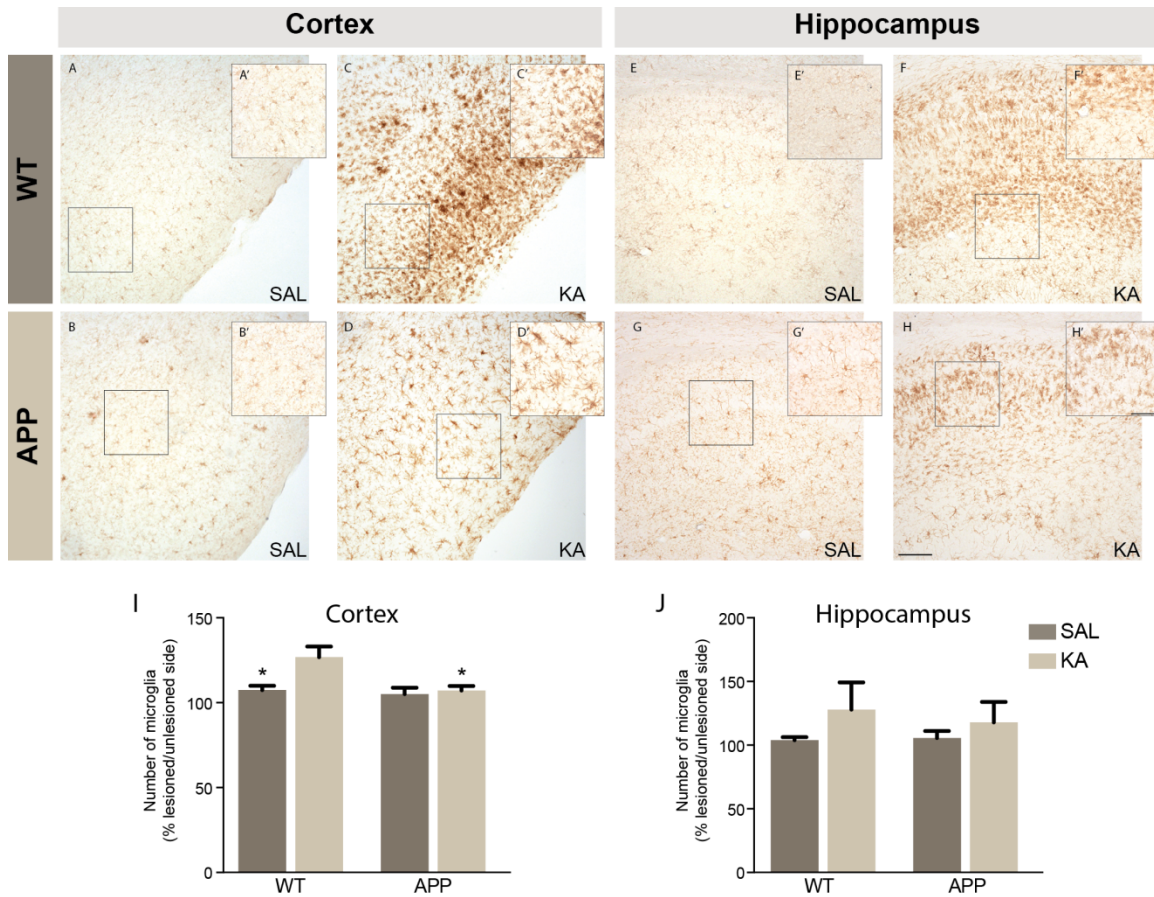 Cortex
Hippocampus
WT
A
A'
SAL
C
C'
KA
E
E'
SAL
F
F'
KA
APP
B
B'
SAL
D
D'
KA
G
G'
SAL
H
H'
KA
I
Cortex
Number of microglia
(% lesioned/unlesioned side)
150
100
50
0
*
*
WT
APP
J
Hippocampus
Number of microglia
(% lesioned/unlesioned side)
200
150
100
50
0
WT
APP
SAL
KA